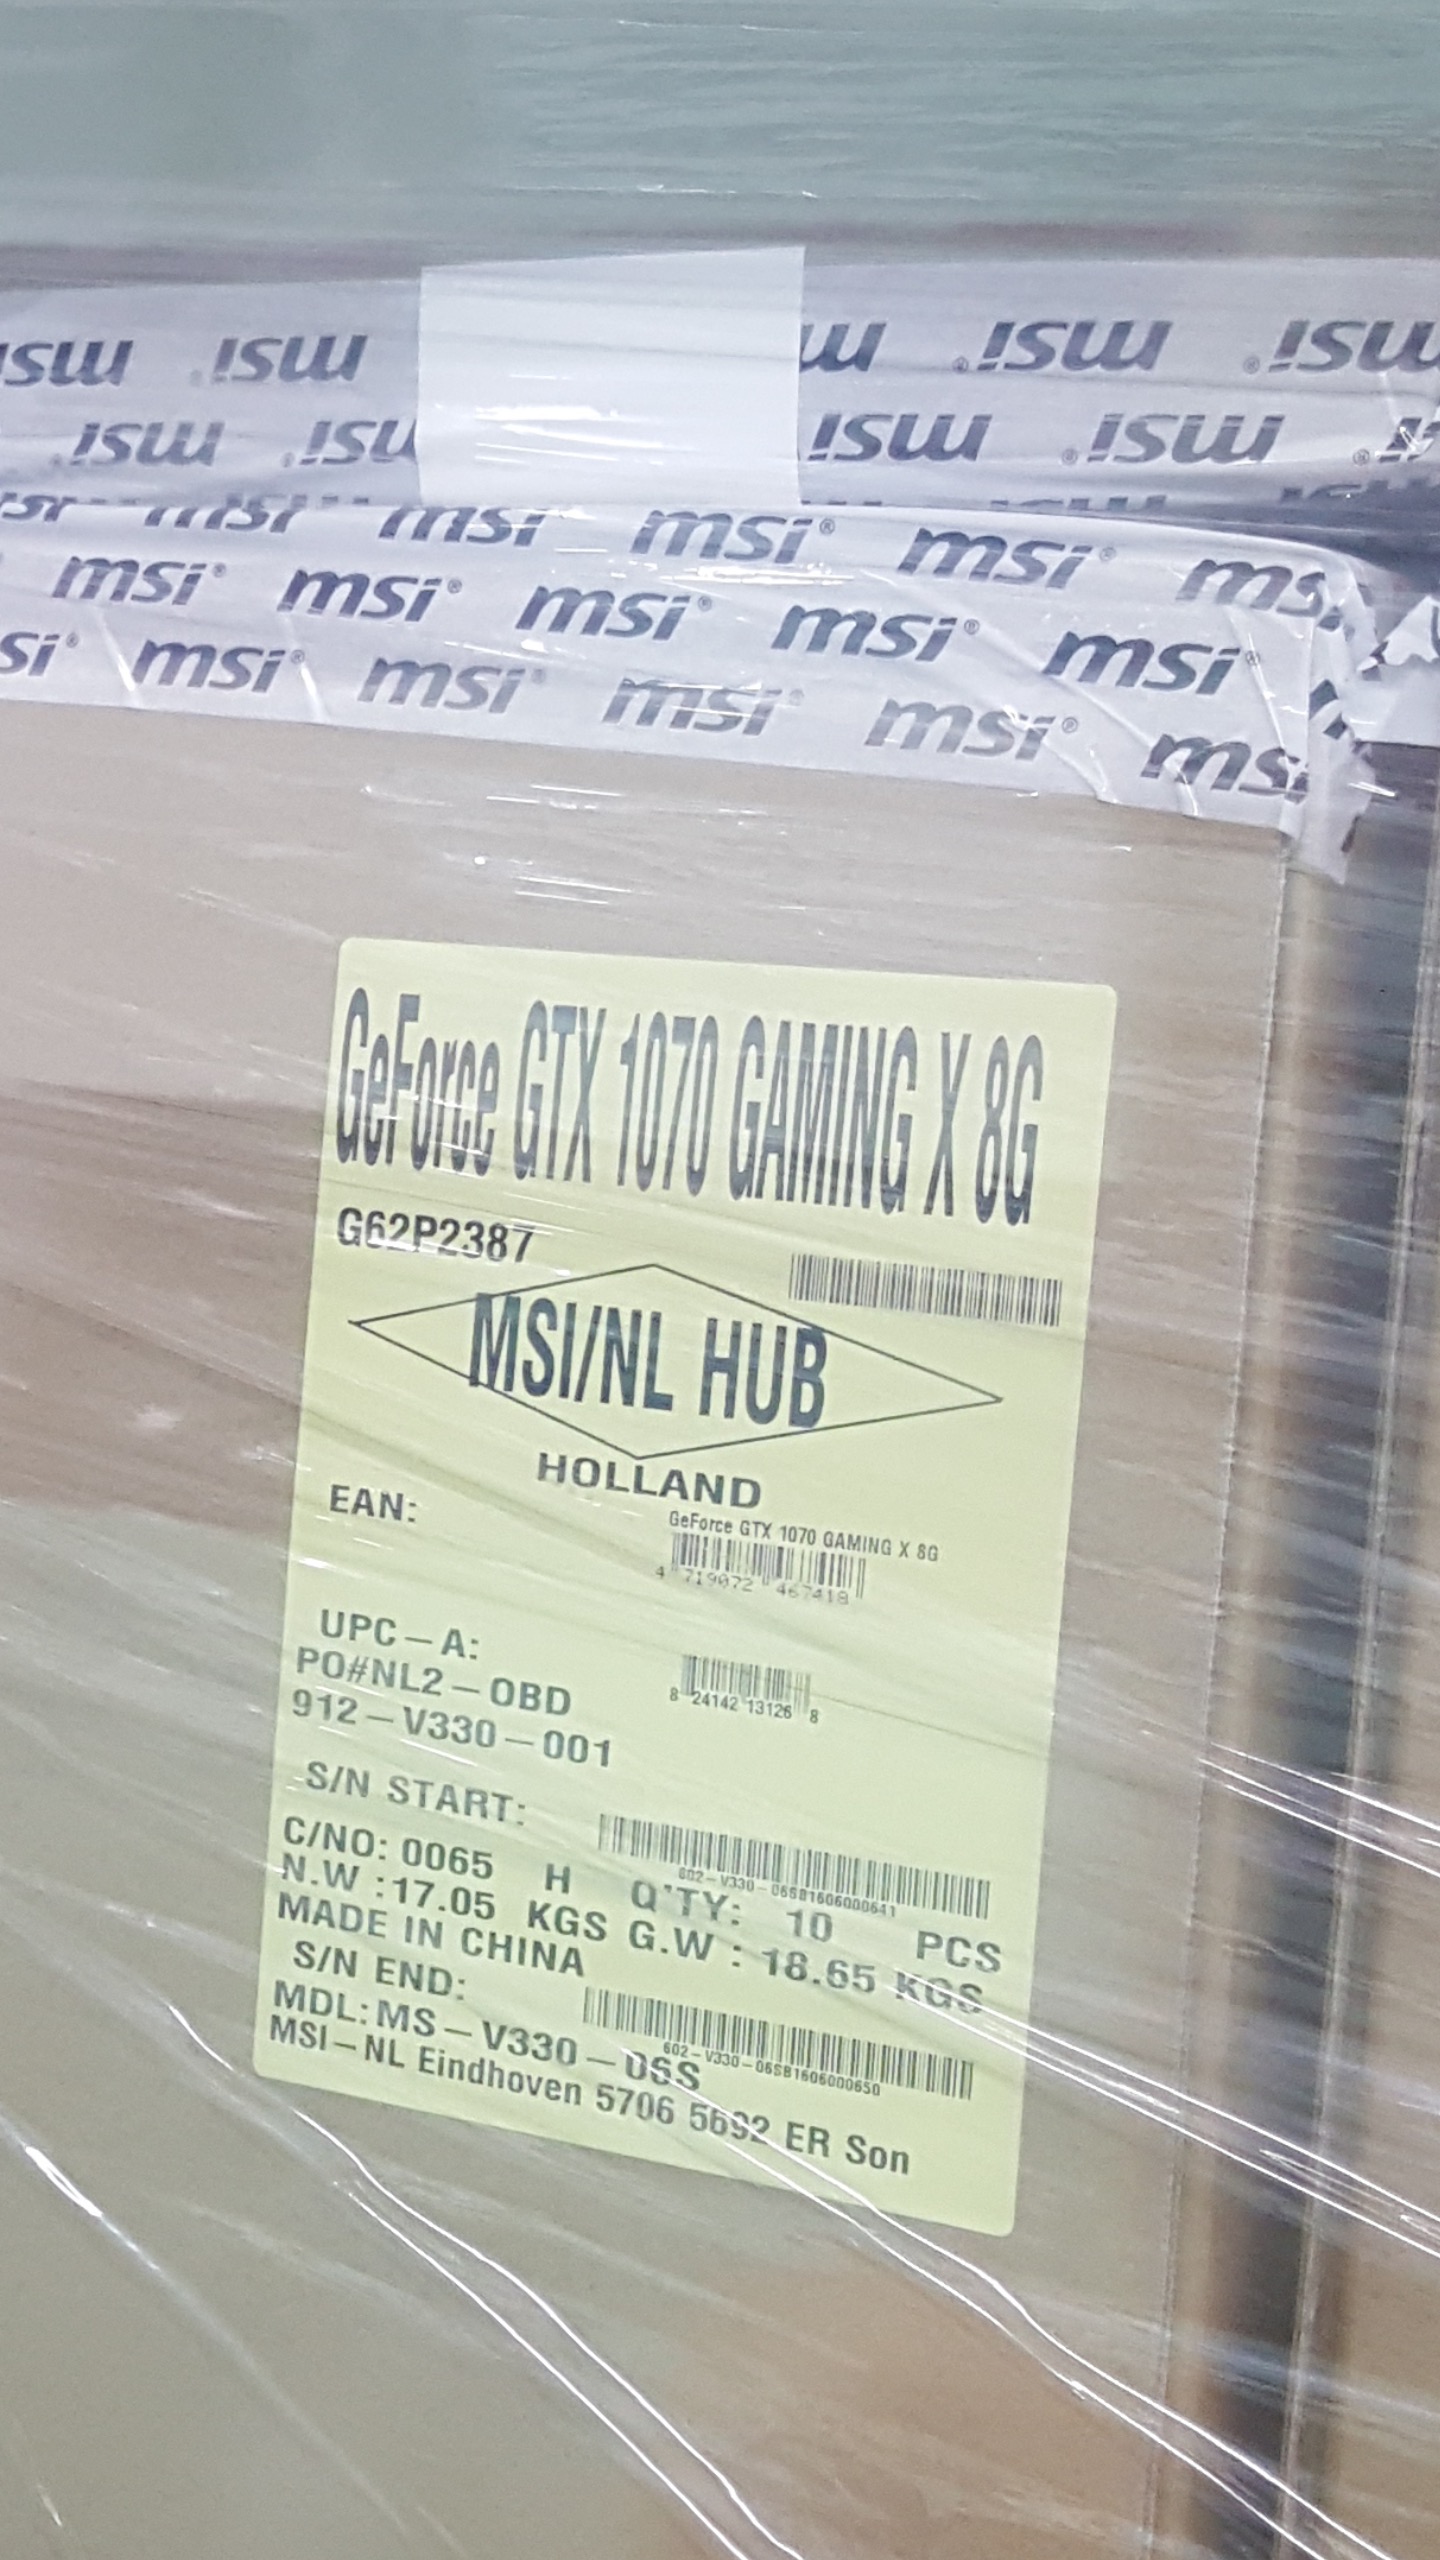 msi msi msi msi msi
msi msi msi msi
msi® msi® ms
msi® msi® msi® msi® msi®
msi® msi msi msi® ms
GeForce GTX 1070 GAMING X 8G
G62P2387
MSI/NL HUB
HOLLAND
EAN:
GeForce GTX 1070 GAMING X 8G
4 719072 467418
UPC-A:
8 24142 13126 8
PO#NL2-OBD
912-V330-001
S/N START:
602-V330-06SB1606000641
C/NO: 0065 H Q'TY: 10 PCS
N.W :17.05 KGS G.W : 18.65 KGS
MADE IN CHINA
S/N END:
602-V330-06SB1606000650
MDL: MS-V330-06S
MSI-NL Eindhoven 5706 5692 ER Son